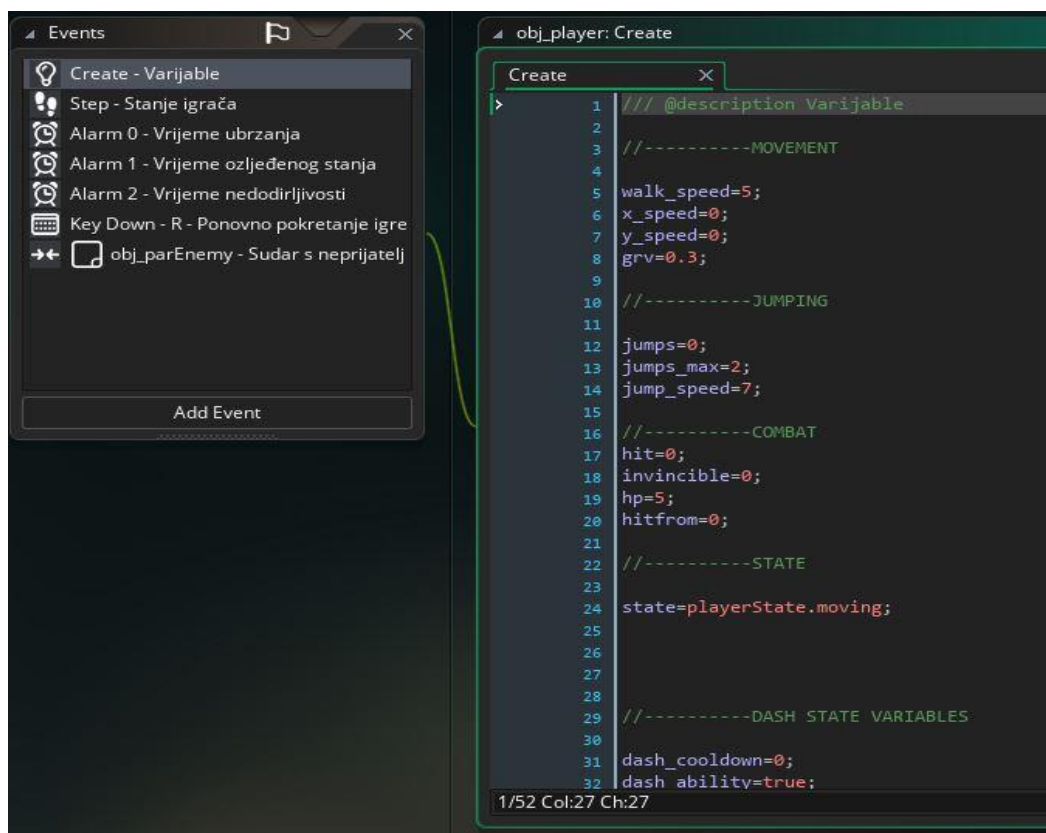 Events
Create - Varijable
Step - Stanje igrača
Alarm 0 - Vrijeme ubrzanja
Alarm 1 - Vrijeme ozljeđenog stanja
Alarm 2 - Vrijeme nedodirljivosti
Key Down - R - Ponovno pokretanje igre
obj_parEnemy - Sudar s neprijatelj
Add Event
obj_player: Create
Create
1 /// @description Varijable
2
3 //----------MOVEMENT
4
5 walk_speed=5;
6 x_speed=0;
7 y_speed=0;
8 grv=0.3;
9
10 //----------JUMPING
11
12 jumps=0;
13 jumps_max=2;
14 jump_speed=7;
15
16 //----------COMBAT
17 hit=0;
18 invincible=0;
19 hp=5;
20 hitfrom=0;
21
22 //----------STATE
23
24 state=playerState.moving;
25
26
27
28
29 //----------DASH STATE VARIABLES
30
31 dash_cooldown=0;
32 dash_ability=true;
1/52 Col:27 Ch:27